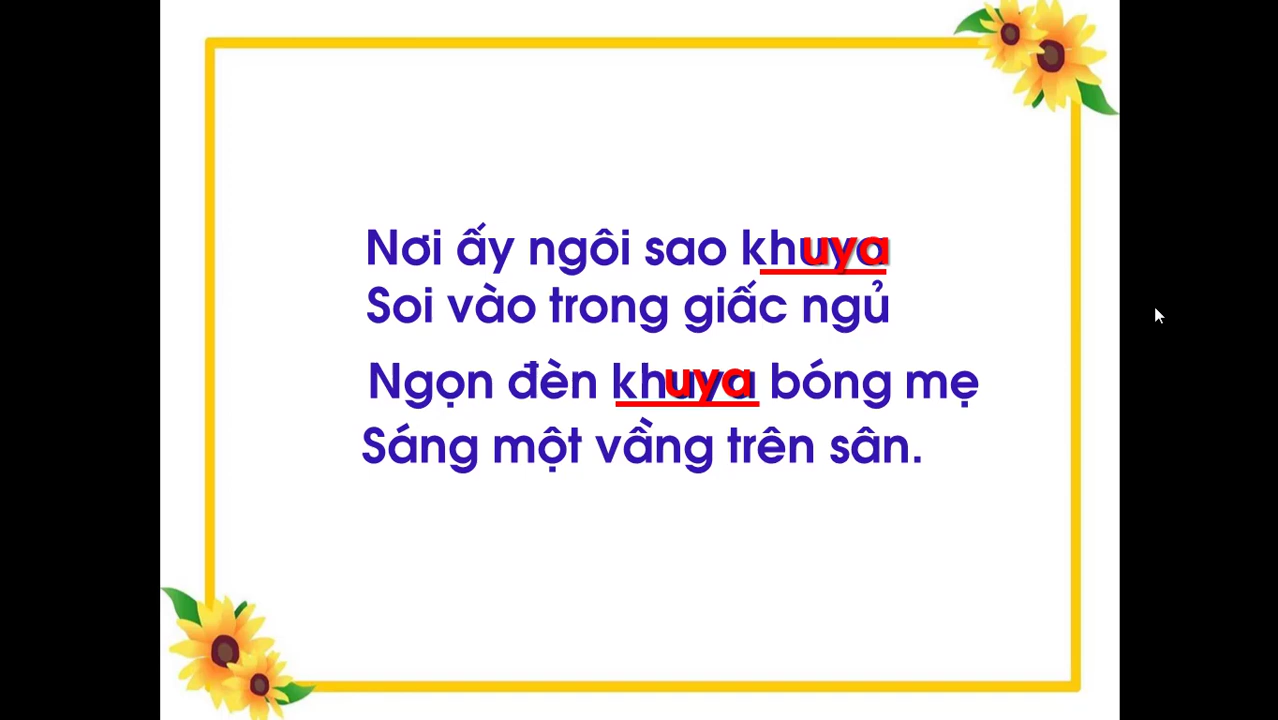 Nơi ấy ngôi sao khuya
Soi vào trong giấc ngủ
Ngọn đèn khuya bóng mẹ
Sáng một vầng trên sân.